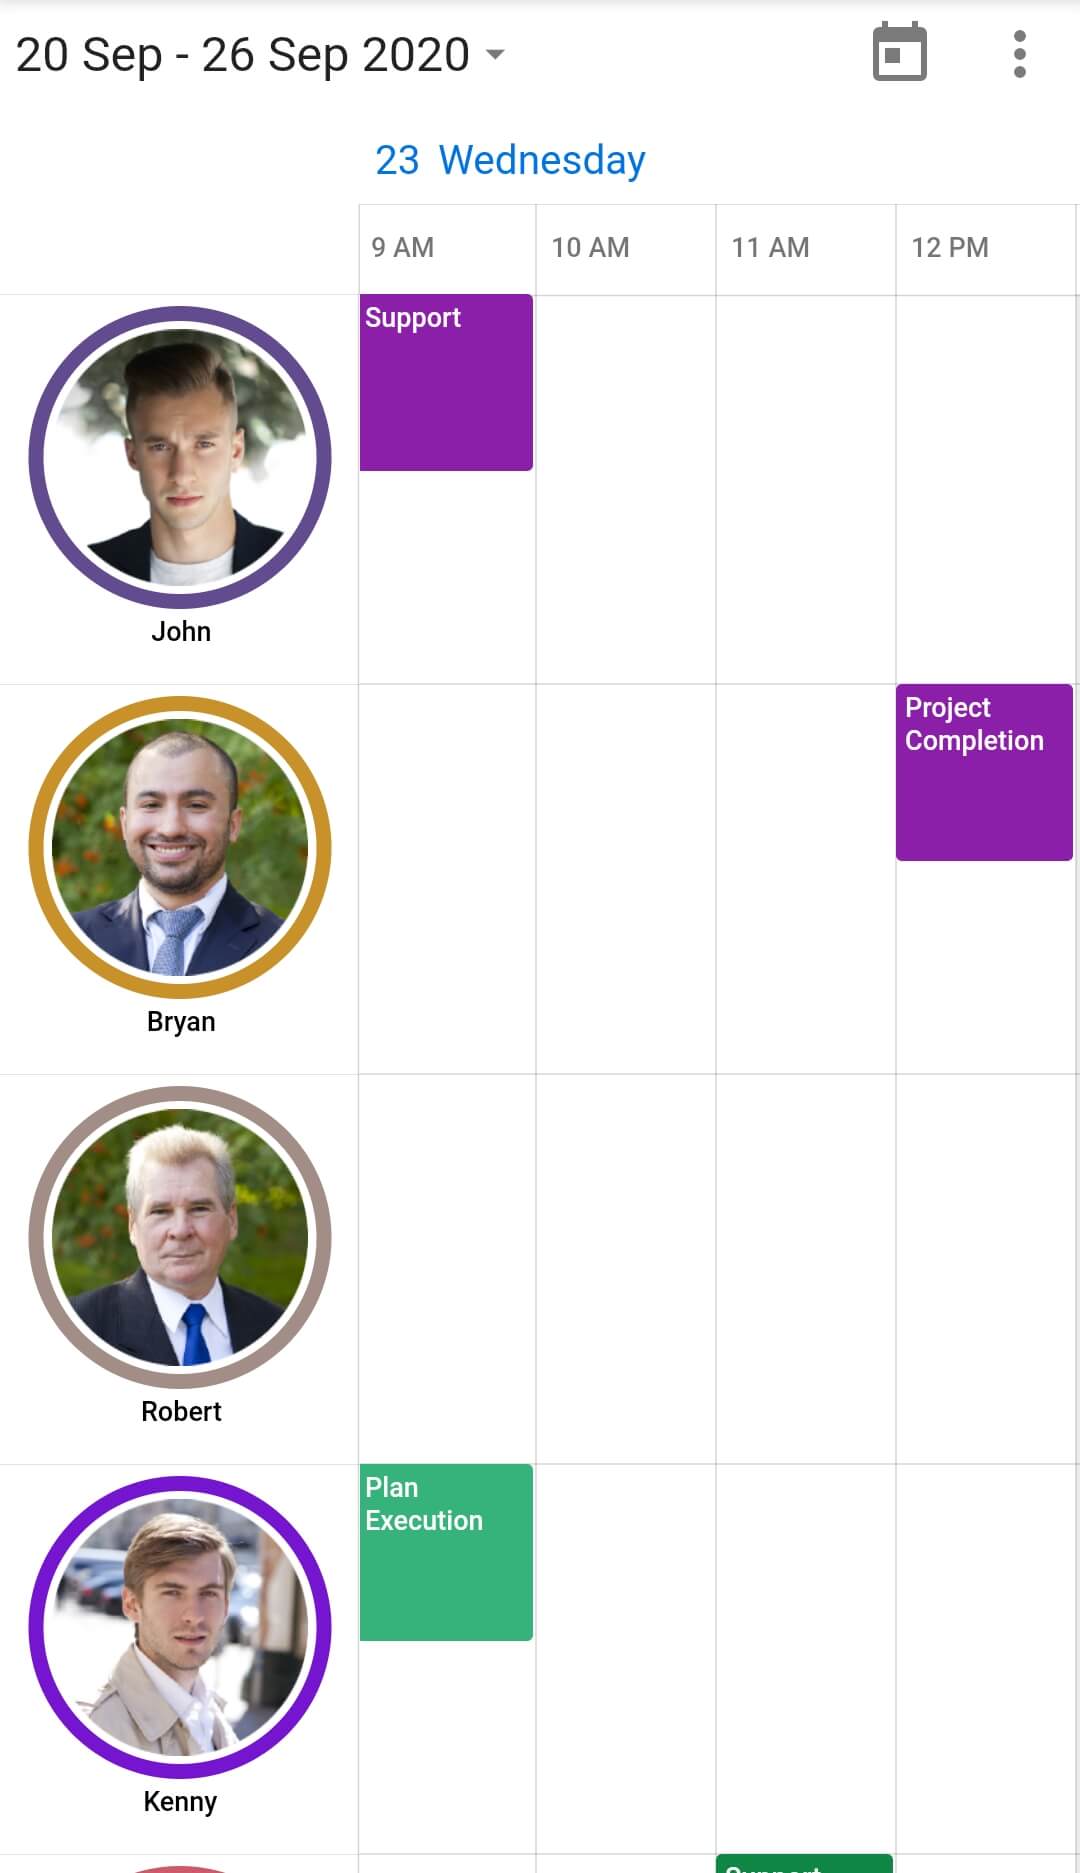 20 Sep - 26 Sep 2020
23 Wednesday
9 AM 10 AM 11 AM 12 PM
Support
John
Project
Completion
Bryan
Robert
Plan
Execution
Kenny
Support